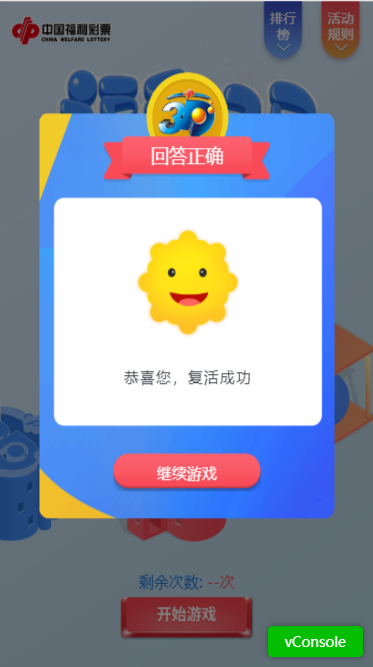 中国福利彩票
CHINA WELFARE LOTTERY
排行
榜
活动
规则
3D
回答正确
恭喜您，复活成功
继续游戏
剩余次数: --次
开始游戏
vConsole